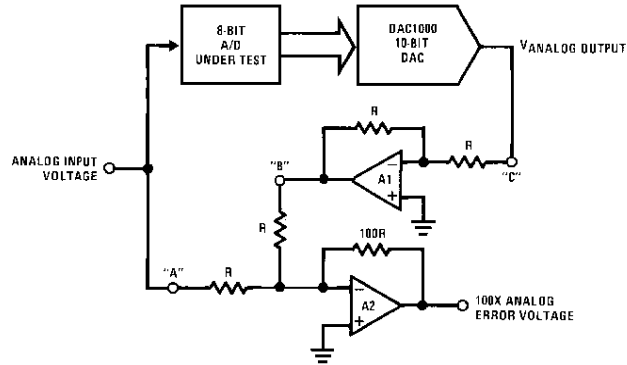 8-BIT
A/D
UNDER TEST
DAC1000
10-BIT
DAC
VANALOG OUTPUT
R
R
ANALOG INPUT
VOLTAGE
"B"
−
A1
+
"C"
R
100R
"A"
R
−
A2
+
100X ANALOG
ERROR VOLTAGE